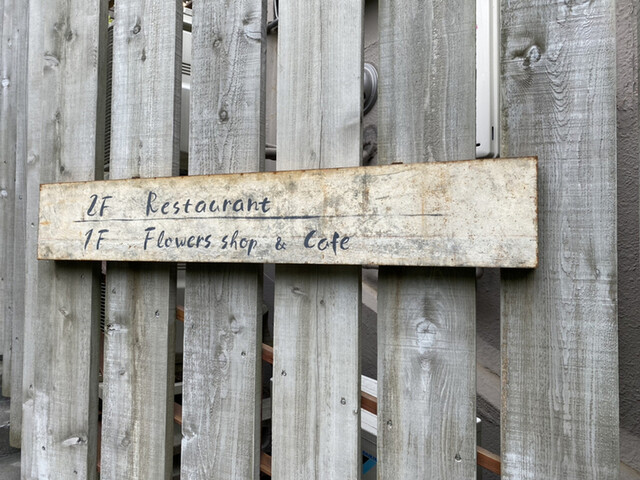 2F Restaurant
1F Flowers shop & Cafe